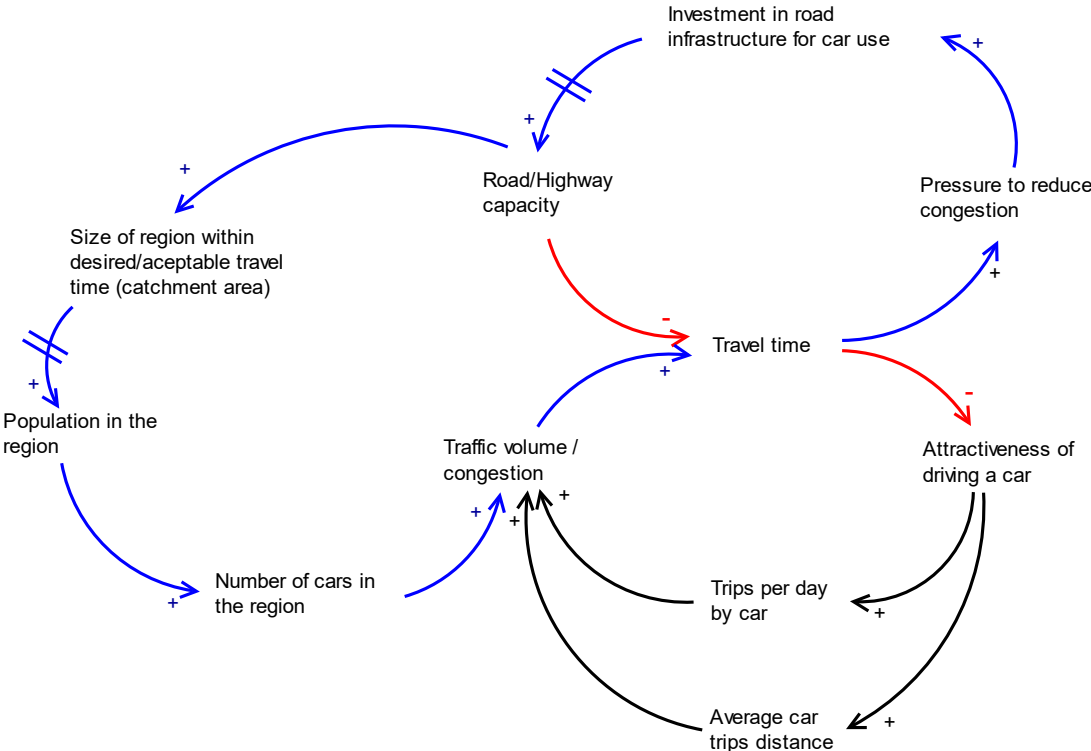 Investment in road
infrastructure for car use
+
+
Road/Highway
capacity
+
Pressure to reduce
congestion
Size of region within
desired/aceptable travel
time (catchment area)
+
-
Travel time
+
+
-
Population in the
region
Traffic volume /
congestion
Attractiveness of
driving a car
+
+
+
Number of cars in
the region
+
Trips per day
by car
+
Average car
trips distance
+